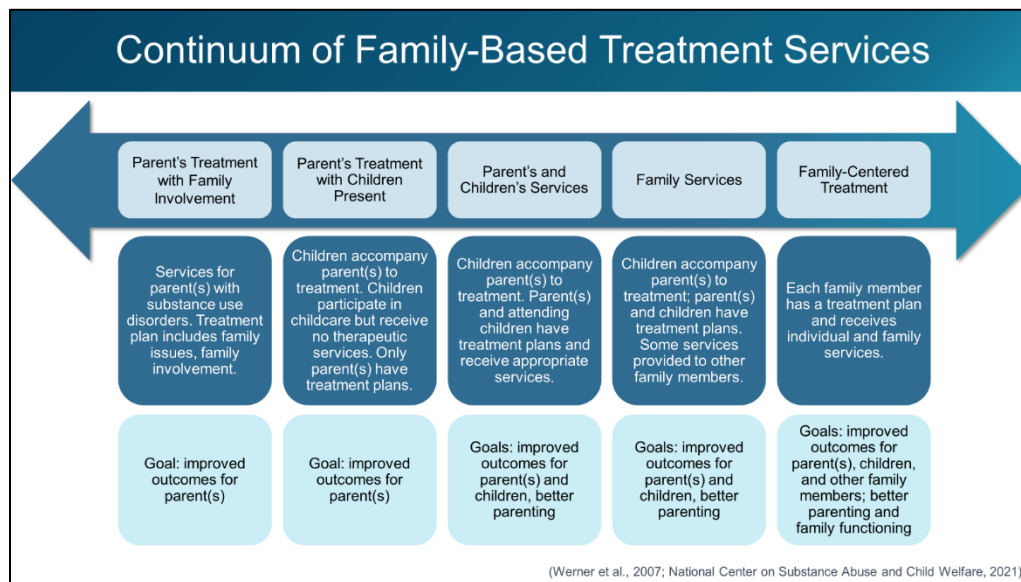 Continuum of Family-Based Treatment Services
Parent's Treatment
with Family
Involvement
Parent's Treatment
with Children
Present
Parent's and
Children's Services
Family Services
Family-Centered
Treatment
Services for
parent(s) with
substance use
disorders. Treatment
plan includes family
issues, family
involvement.
Children accompany
parent(s) to
treatment. Children
participate in
childcare but receive
no therapeutic
services. Only
parent(s) have
treatment plans.
Children accompany
parent(s) to
treatment. Parent(s)
and attending
children have
treatment plans and
receive appropriate
services.
Children accompany
parent(s) to
treatment; parent(s)
and children have
treatment plans.
Some services
provided to other
family members.
Each family member
has a treatment plan
and receives
individual and family
services.
Goal: improved
outcomes for
parent(s)
Goal: improved
outcomes for
parent(s)
Goals: improved
outcomes for
parent(s) and
children, better
parenting
Goals: improved
outcomes for
parent(s) and
children, better
parenting
Goals: improved
outcomes for
parent(s), children,
and other family
members; better
parenting and
family functioning
(Werner et al., 2007; National Center on Substance Abuse and Child Welfare, 2021)